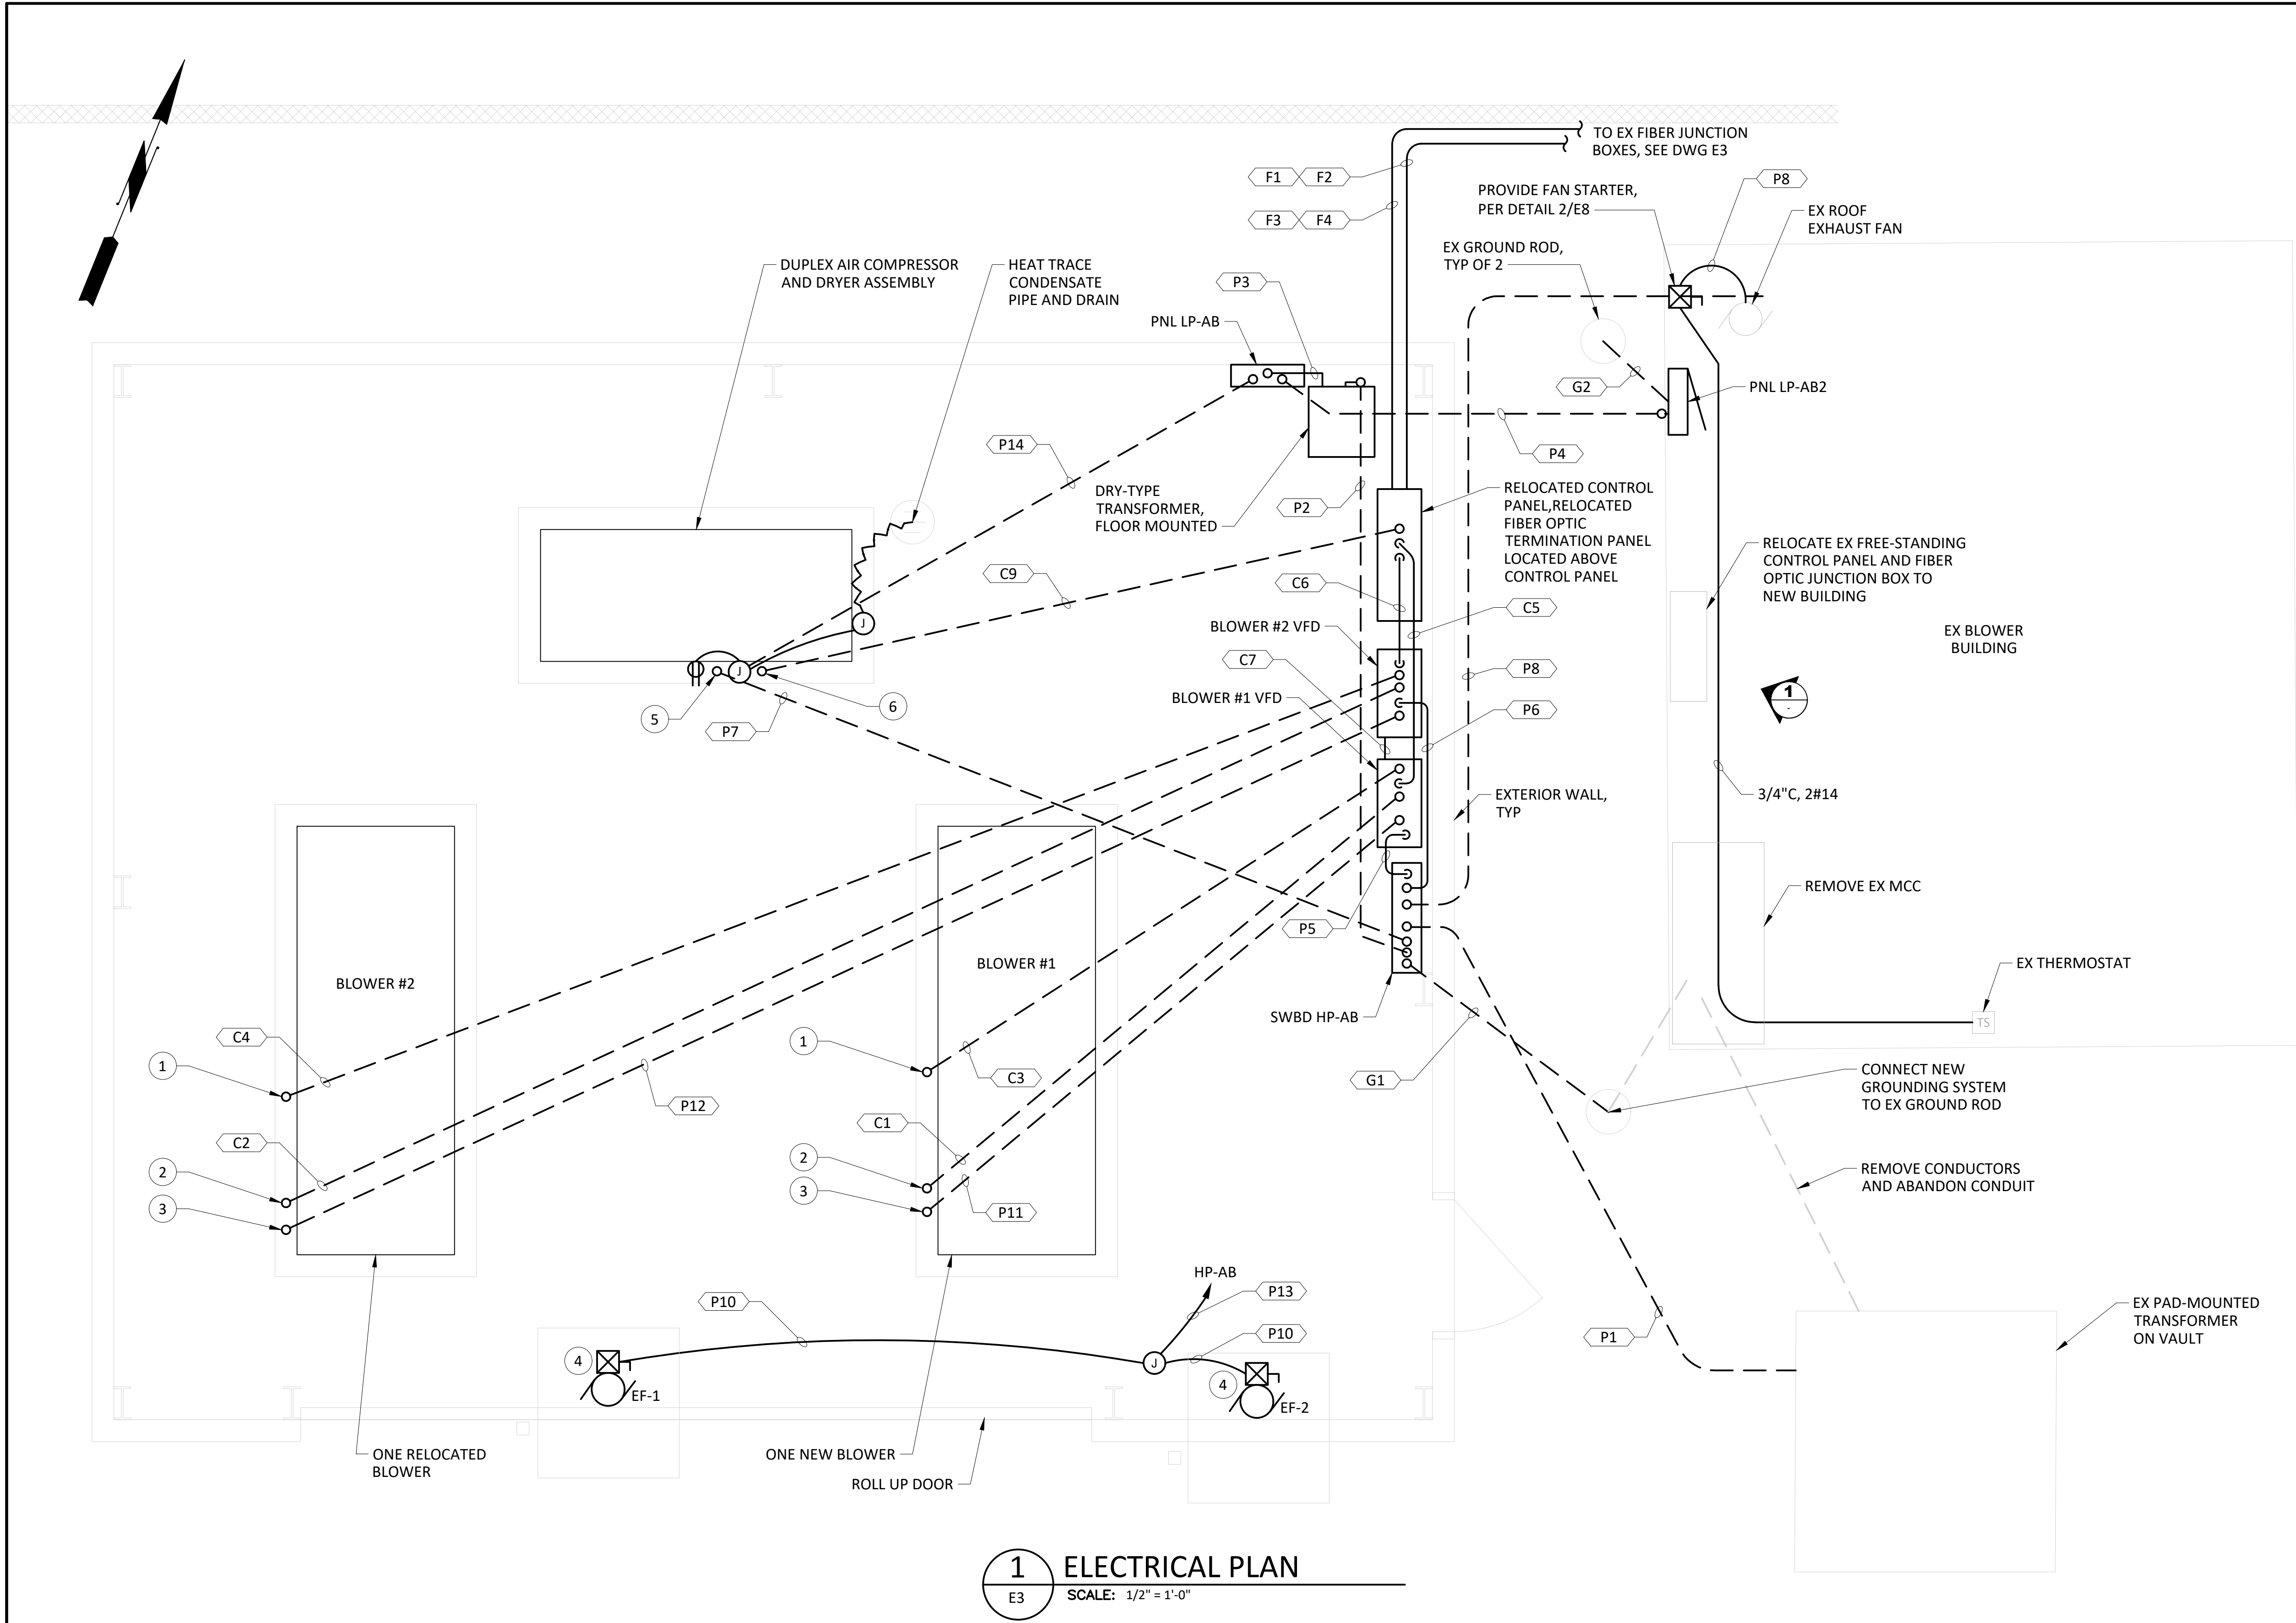 TO EX FIBER JUNCTION
BOXES, SEE DWG E3
F1 F2
F3 F4
PROVIDE FAN STARTER,
PER DETAIL 2/E8
P8
EX ROOF
EXHAUST FAN
EX GROUND ROD,
TYP OF 2
DUPLEX AIR COMPRESSOR
AND DRYER ASSEMBLY
HEAT TRACE
CONDENSATE
PIPE AND DRAIN
P3
PNL LP-AB
G2
PNL LP-AB2
P14
P4
DRY-TYPE
TRANSFORMER,
FLOOR MOUNTED
P2
RELOCATED CONTROL
PANEL,RELOCATED
FIBER OPTIC
TERMINATION PANEL
LOCATED ABOVE
CONTROL PANEL
RELOCATE EX FREE-STANDING
CONTROL PANEL AND FIBER
OPTIC JUNCTION BOX TO
NEW BUILDING
C9
C6
C5
J
BLOWER #2 VFD
EX BLOWER
BUILDING
C7
P8
J
BLOWER #1 VFD
1
-
5
6
P7
P6
EXTERIOR WALL,
TYP
3/4"C, 2#14
REMOVE EX MCC
P5
BLOWER #2
BLOWER #1
EX THERMOSTAT
SWBD HP-AB
TS
C4
1
1
C3
G1
CONNECT NEW
GROUNDING SYSTEM
TO EX GROUND ROD
P12
C2
C1
2
2
REMOVE CONDUCTORS
AND ABANDON CONDUIT
3
3
P11
HP-AB
P13
P10
P10
P1
EX PAD-MOUNTED
TRANSFORMER
ON VAULT
4
J
EF-1
4
EF-2
ONE RELOCATED
BLOWER
ONE NEW BLOWER
ROLL UP DOOR
1
E3
ELECTRICAL PLAN
SCALE: 1/2" = 1'-0"